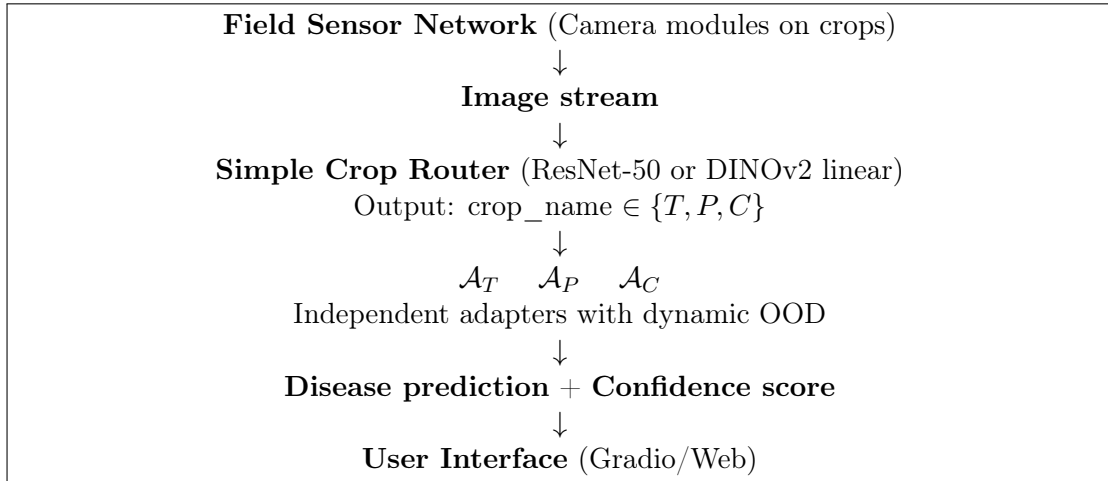 Field Sensor Network (Camera modules on crops)
↓
Image stream
↓
Simple Crop Router (ResNet-50 or DINOv2 linear)
Output: crop_name ∈ {T, P, C}
↓
𝒜_T 𝒜_P 𝒜_C
Independent adapters with dynamic OOD
↓
Disease prediction + Confidence score
↓
User Interface (Gradio/Web)